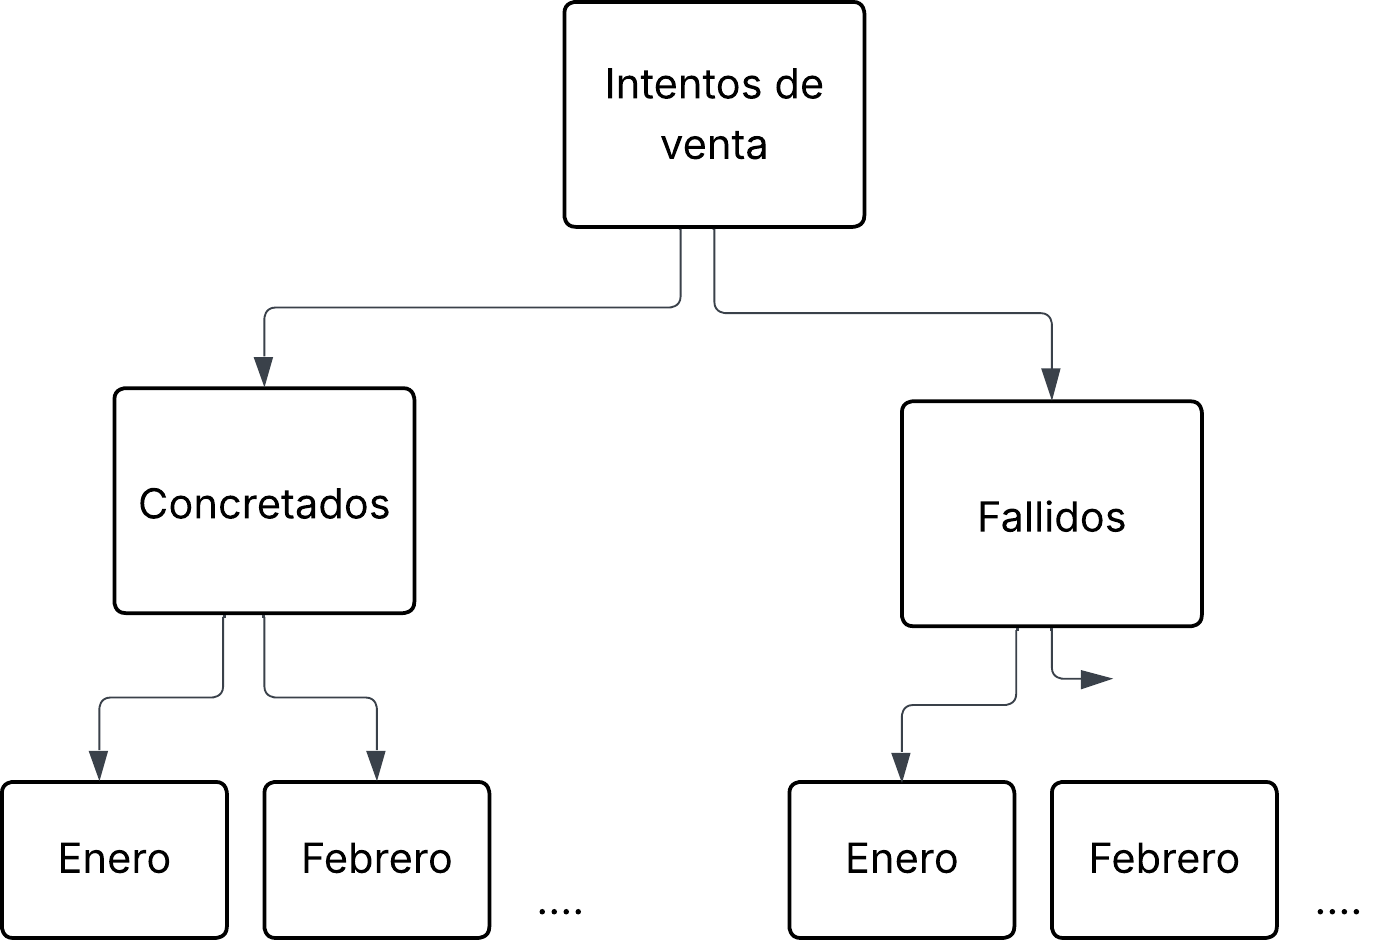 Intentos de
venta
Concretados
Fallidos
Enero
Febrero
....
Enero
Febrero
....